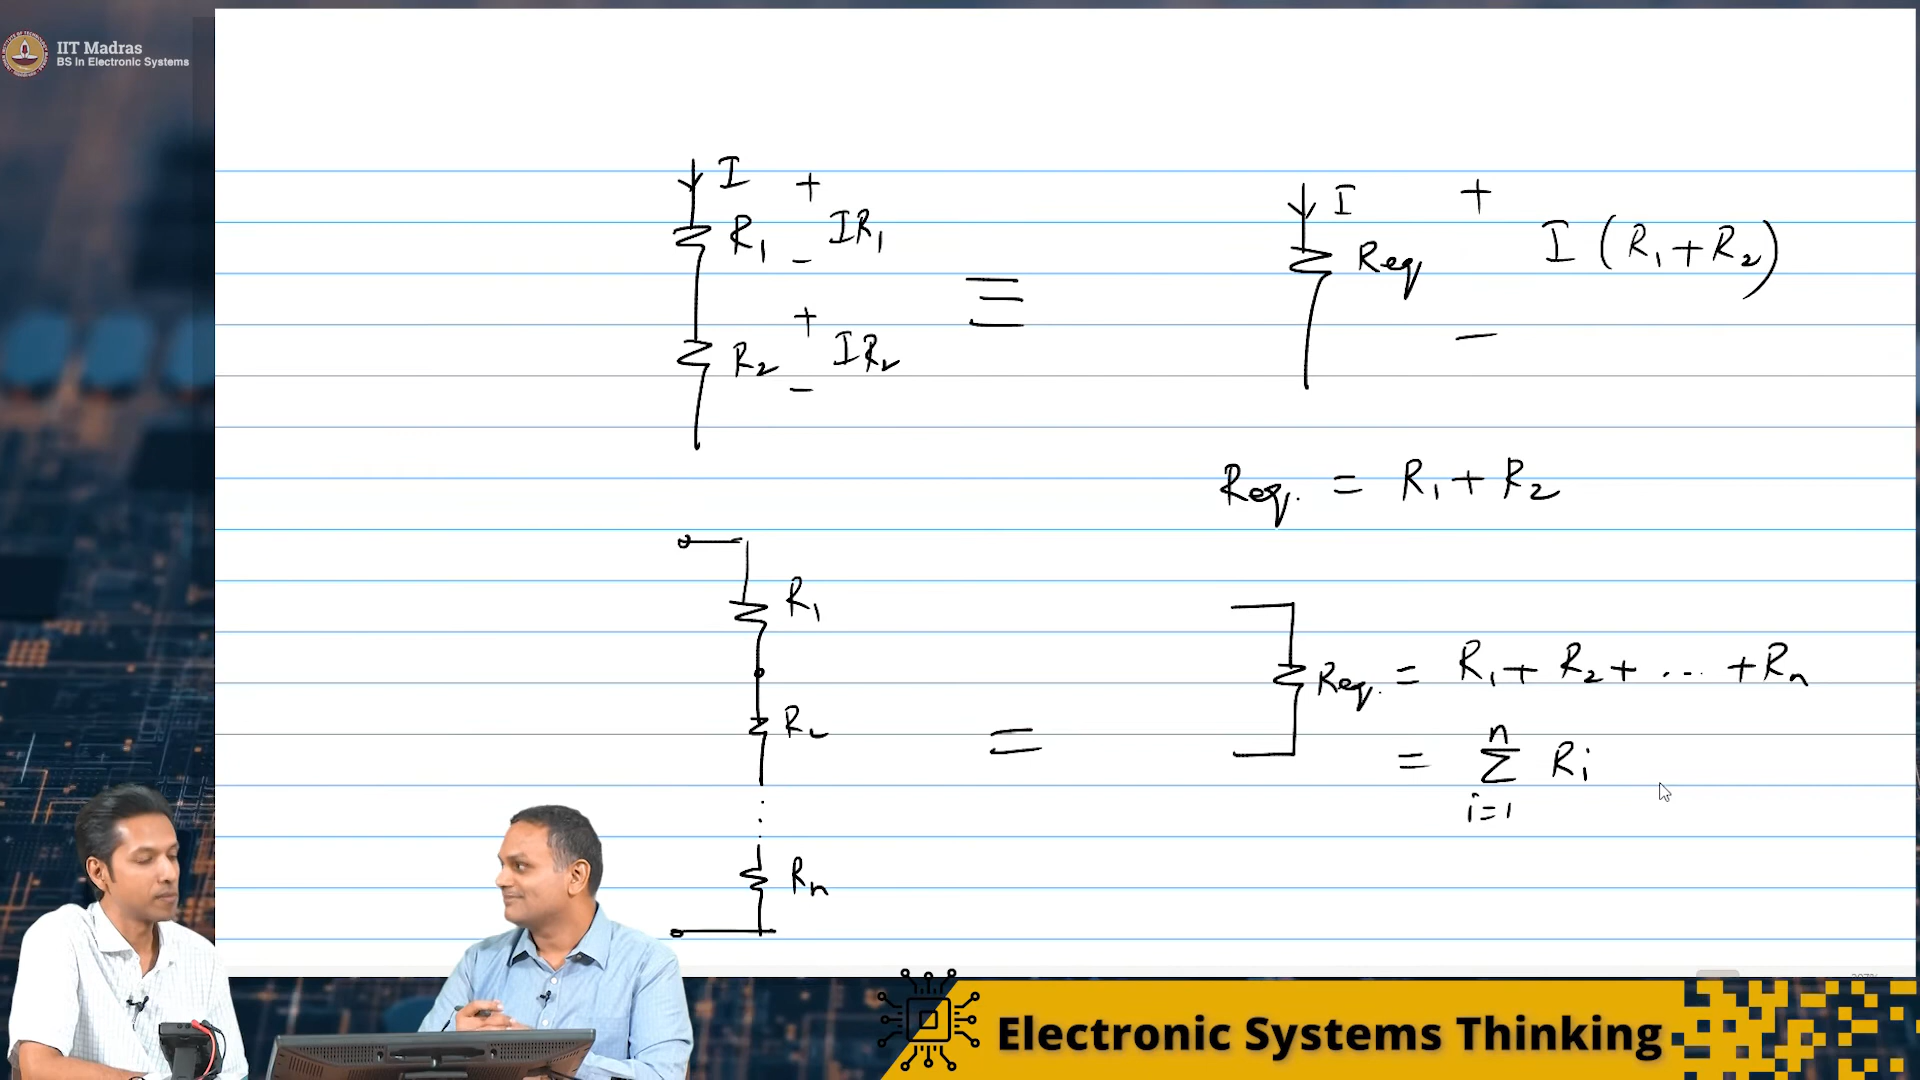 IIT Madras
BS in Electronic Systems
I +
R1 - IR1
+
R2 - IR2
≡
I +
Req I (R1 + R2)
-
Req. = R1 + R2
R1
R2
⋮
Rn
=
Req. = R1 + R2 + ... + Rn
= n Σ i=1 Ri
Electronic Systems Thinking